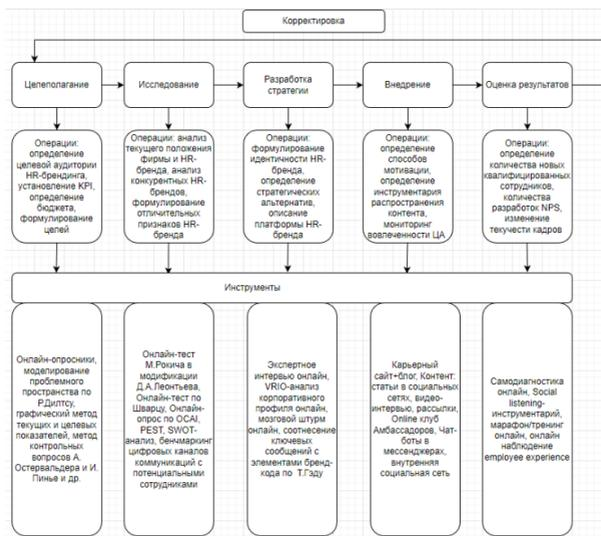 Корректировка
Целеполагание
Исследование
Разработка
стратегии
Внедрение
Оценка результатов
Операции:
определение
целевой аудитории
HR-брендинга,
установление KPI,
определение
бюджета,
формулирование
целей
Операции: анализ
текущего положения
фирмы и HR-
бренда, анализ
конкурентных HR-
брендов,
формулирование
отличительных
признаков HR-
бренда
Операции:
формулирование
идентичности HR-
бренда,
определение
стратегических
альтернатив,
описание
платформы HR-
бренда
Операции:
определение
способов
мотивации,
определение
инструментария
распространения
контента,
мониторинг
вовлеченности ЦА
Операции:
определение
количества новых
квалифицированных
сотрудников,
количества
разработок NPS,
изменение
текучести кадров
Инструменты
Онлайн-опросники,
моделирование
проблемного
пространства по
Р.Дилтсу,
графический метод
текущих и целевых
показателей, метод
контрольных
вопросов А.
Остервальдера и И.
Пинье и др.
Онлайн-тест
М.Рокича в
модификации
Д.А.Леонтьева,
Онлайн-тест по
Шварцу, Онлайн-
опрос по OCAI,
PEST, SWOT-
анализ, бенчмаркинг
цифровых каналов
коммуникаций с
потенциальными
сотрудниками
Экспертное
интервью онлайн,
VRIO-анализ
корпоративного
профиля онлайн,
мозговой штурм
онлайн, соотнесение
ключевых
сообщений с
элементами бренд-
кода по Т.Гэду
Карьерный
сайт+блог, Контент:
статьи в социальных
сетях, видео-
интервью, рассылки,
Online клуб
Амбассадоров, Чат-
боты в
мессенджерах,
внутренняя
социальная сеть
Самодиагностика
онлайн, Social
listening-
инструментарий,
марафон/тренинг
онлайн, онлайн
наблюдение
employee experience